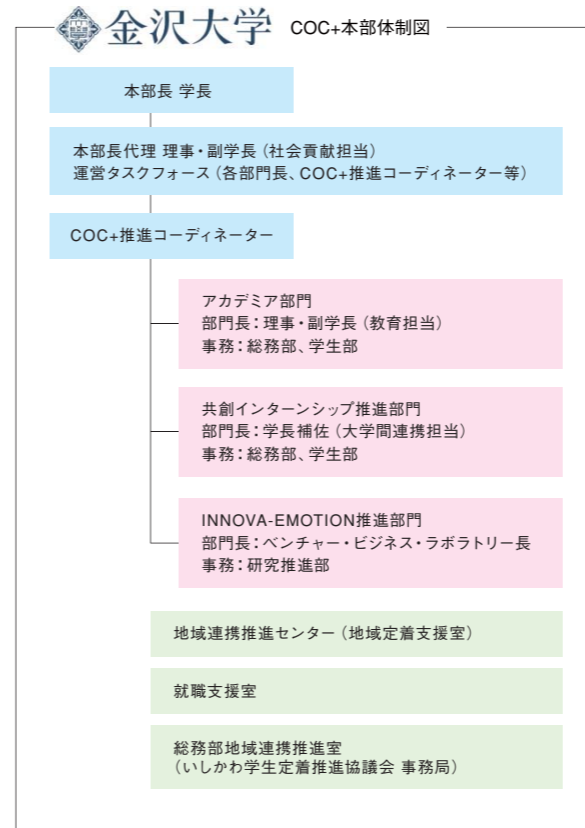 金沢大学 COC+本部体制図
本部長 学長
本部長代理 理事・副学長（社会貢献担当）
運営タスクフォース（各部門長、COC+推進コーディネーター等）
COC+推進コーディネーター
アカデミア部門
部門長：理事・副学長（教育担当）
事務：総務部、学生部
共創インターンシップ推進部門
部門長：学長補佐（大学間連携担当）
事務：総務部、学生部
INNOVA-EMOTION推進部門
部門長：ベンチャー・ビジネス・ラボラトリー長
事務：研究推進部
地域連携推進センター（地域定着支援室）
就職支援室
総務部地域連携推進室
（いしかわ学生定着推進協議会 事務局）